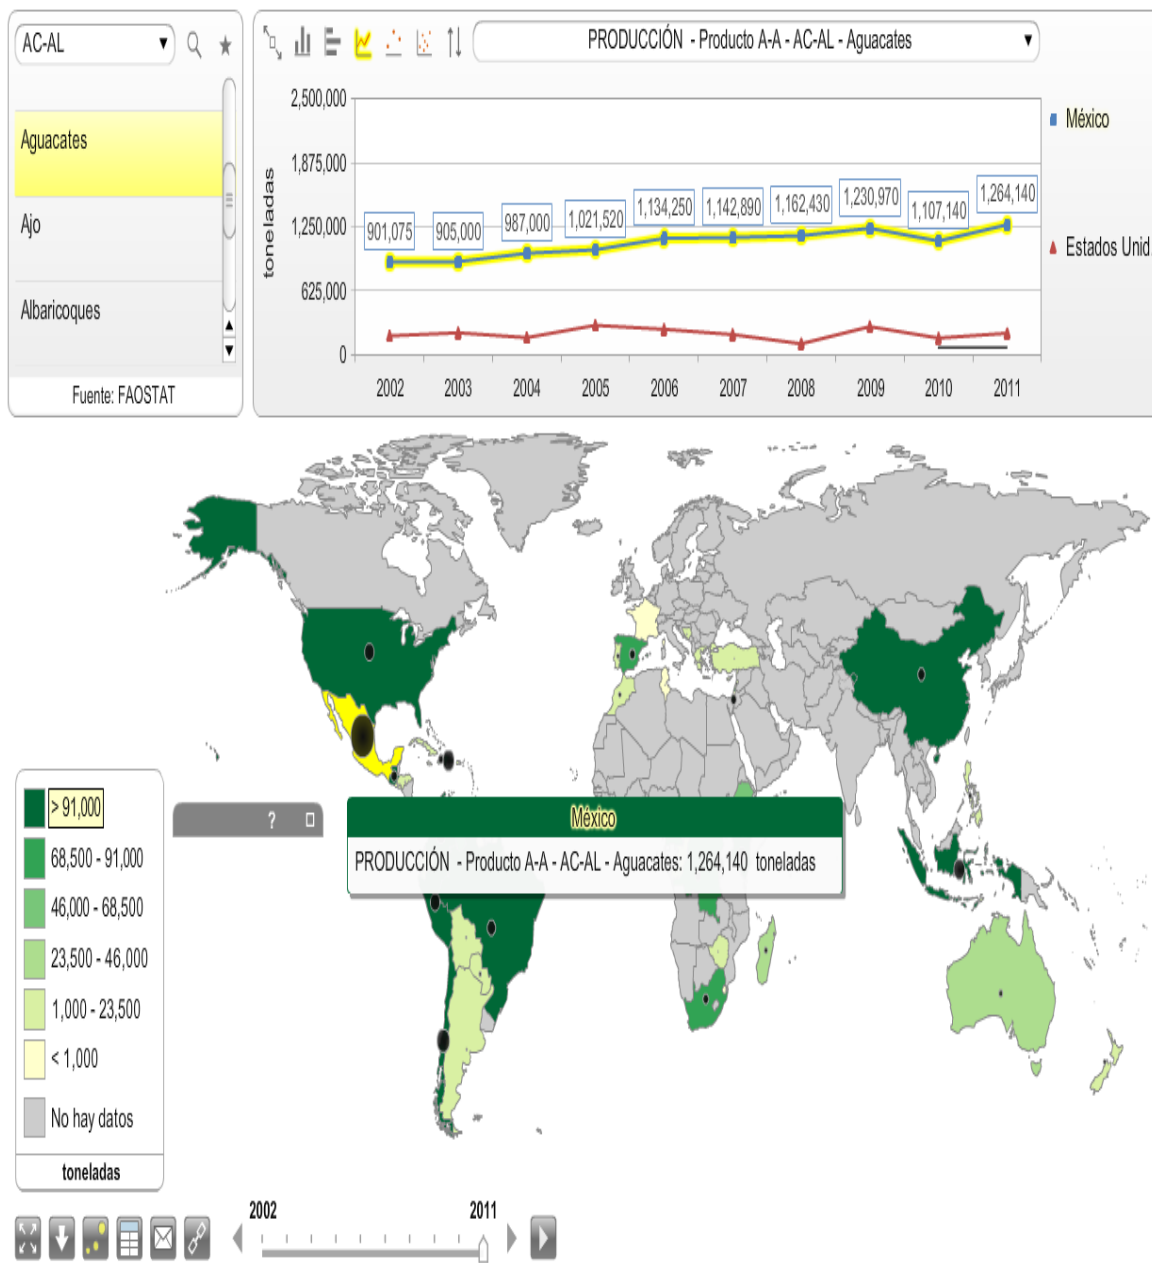 AC-AL
Aguacates
Ajo
Albaricoques
Fuente: FAOSTAT
PRODUCCIÓN - Producto A-A - AC-AL - Aguacates
toneladas
2,500,000
1,875,000
1,250,000
625,000
0
901,075
905,000
987,000
1,021,520
1,134,250
1,142,890
1,162,430
1,230,970
1,107,140
1,264,140
2002
2003
2004
2005
2006
2007
2008
2009
2010
2011
México
Estados Unid
> 91,000
68,500 - 91,000
46,000 - 68,500
23,500 - 46,000
1,000 - 23,500
< 1,000
No hay datos
toneladas
?
México
PRODUCCIÓN - Producto A-A - AC-AL - Aguacates: 1,264,140 toneladas
2002
2011